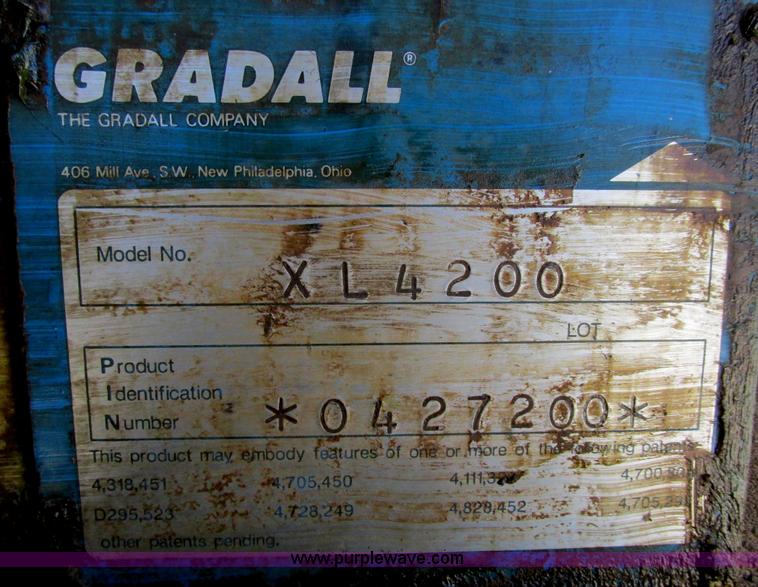 GRADALL®
THE GRADALL COMPANY
406 Mill Ave., S.W., New Philadelphia, Ohio
Model No. XL4200
LOT
Product
Identification
Number *0427200*
This product may embody features of one or more of the following
4,318,451 4,705,450
D295,523 4,728,249 4,828,452
other patents pending.
www.purplewave.com